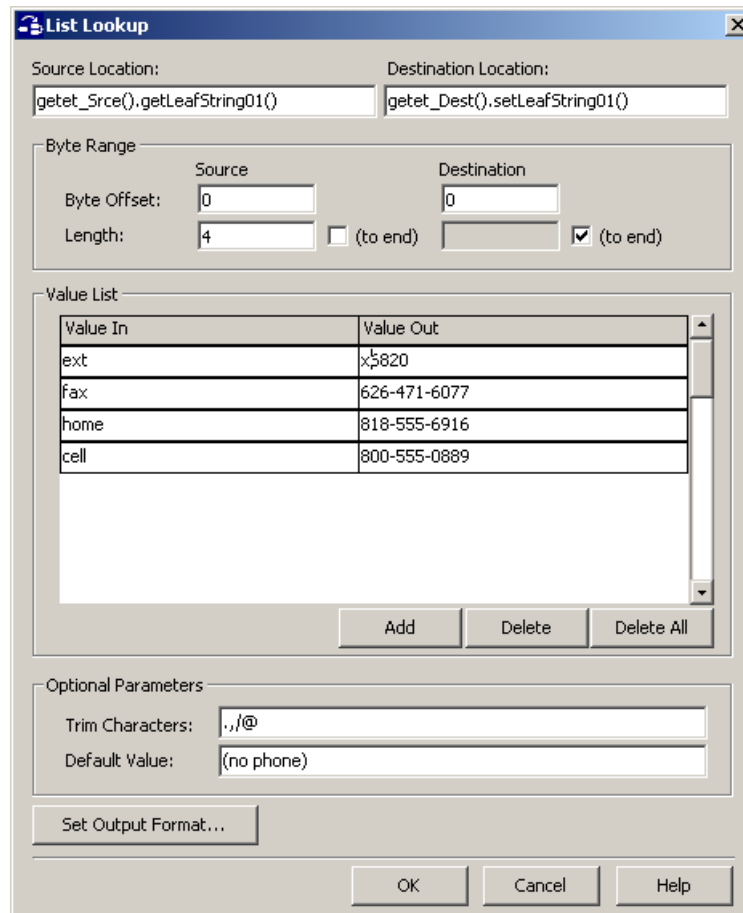 List Lookup
Source Location: Destination Location:
getet_Srce().getLeafString01() getet_Dest().setLeafString01()
Byte Range
Source Destination
Byte Offset: 0 0
Length: 4 (to end) (to end)
Value List
Value In Value Out
ext x5820
fax 626-471-6077
home 818-555-6916
cell 800-555-0889
Add Delete Delete All
Optional Parameters
Trim Characters: .,/@
Default Value: (no phone)
Set Output Format...
OK Cancel Help